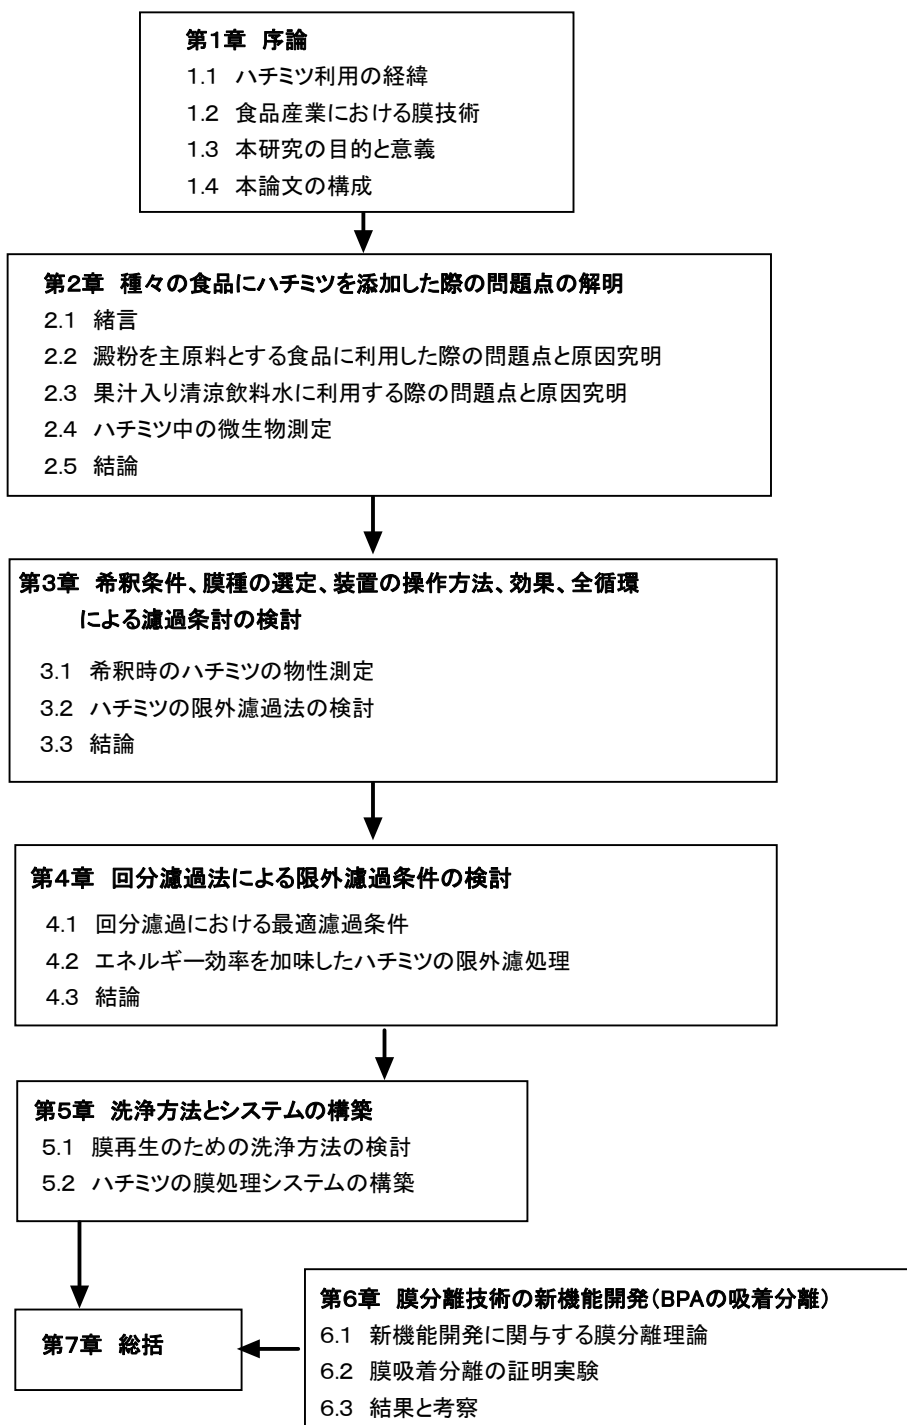 第1章 序論
1.1 ハチミツ利用の経緯
1.2 食品産業における膜技術
1.3 本研究の目的と意義
1.4 本論文の構成
第2章 種々の食品にハチミツを添加した際の問題点の解明
2.1 緒言
2.2 澱粉を主原料とする食品に利用した際の問題点と原因究明
2.3 果汁入り清涼飲料水に利用する際の問題点と原因究明
2.4 ハチミツ中の微生物測定
2.5 結論
第3章 希釈条件、膜種の選定、装置の操作方法、効果、全循環
による濾過条討の検討
3.1 希釈時のハチミツの物性測定
3.2 ハチミツの限外濾過法の検討
3.3 結論
第4章 回分濾過法による限外濾過条件の検討
4.1 回分濾過における最適濾過条件
4.2 エネルギー効率を加味したハチミツの限外濾処理
4.3 結論
第5章 洗浄方法とシステムの構築
5.1 膜再生のための洗浄方法の検討
5.2 ハチミツの膜処理システムの構築
第6章 膜分離技術の新機能開発(BPAの吸着分離)
6.1 新機能開発に関与する膜分離理論
6.2 膜吸着分離の証明実験
6.3 結果と考察
第7章 総括